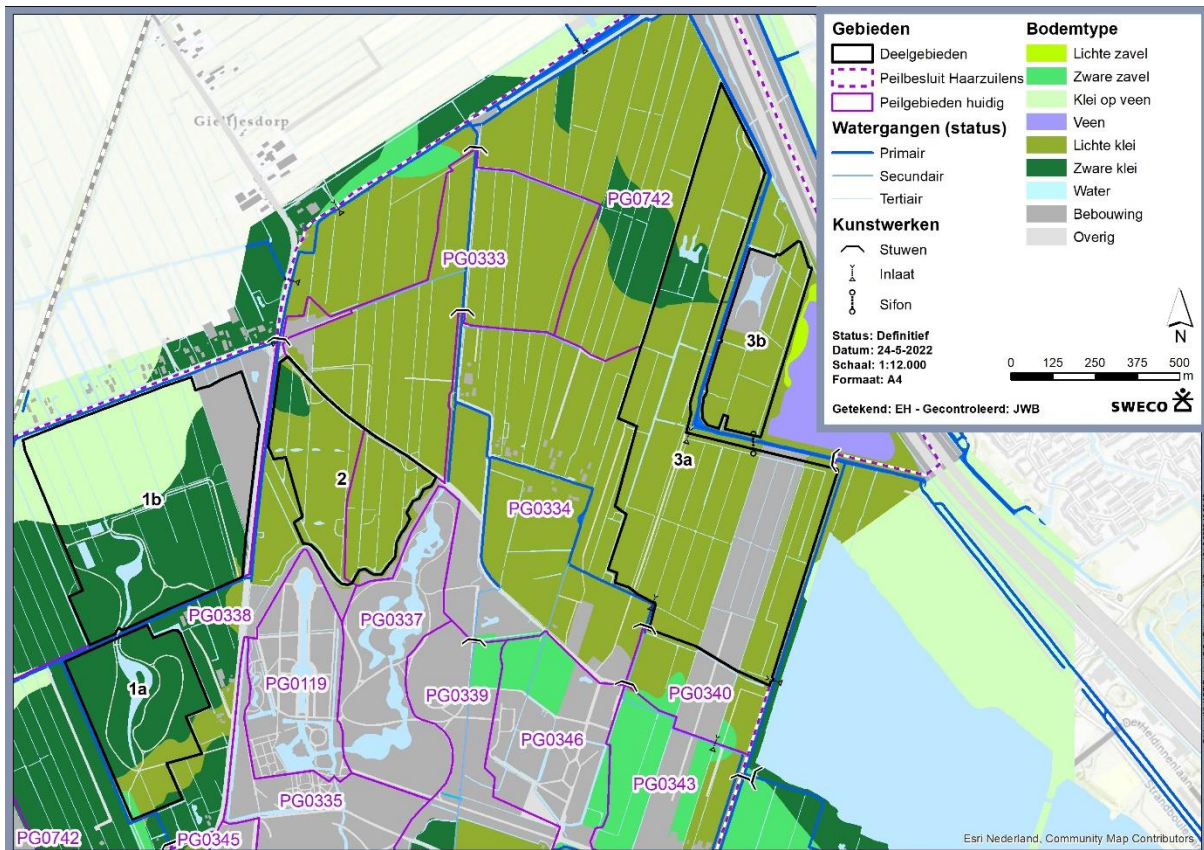 Gieltjesdorp
PG0742
PG0333
3b
3a
1b
2
PG0334
PG0338
PG0337
1a
PG0119
PG0339
PG0340
PG0346
PG0343
PG0335
PG0742
PG0345
Gebieden
Deelgebieden
Peilbesluit Haarzuilens
Peilgebieden huidig
Watergangen (status)
Primair
Secundair
Tertiair
Kunstwerken
Stuwen
Inlaat
Sifon
Status: Definitief
Datum: 24-5-2022
Schaal: 1:12.000
Formaat: A4
Getekend: EH - Gecontroleerd: JWB
Bodemtype
Lichte zavel
Zware zavel
Klei op veen
Veen
Lichte klei
Zware klei
Water
Bebouwing
Overig
N
0 125 250 375 500
m
SWECO
Esri Nederland, Community Map Contributors